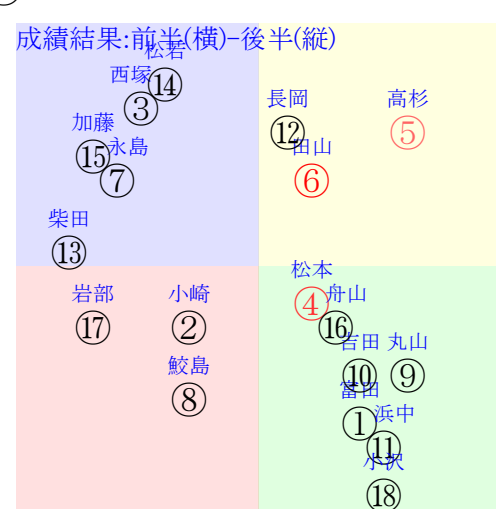 成績結果:前半(横)-後半(縦)
松若
⑭
西塚
③
長岡
⑫
高杉
⑤
加藤
⑮
永島
⑦
田山
⑥
柴田
⑬
松本
④
岩部
⑰
小崎
②
舟山
⑯
吉田
⑩
丸山
⑨
鮫島
⑧
富田
①
浜中
⑪
小沢
⑱